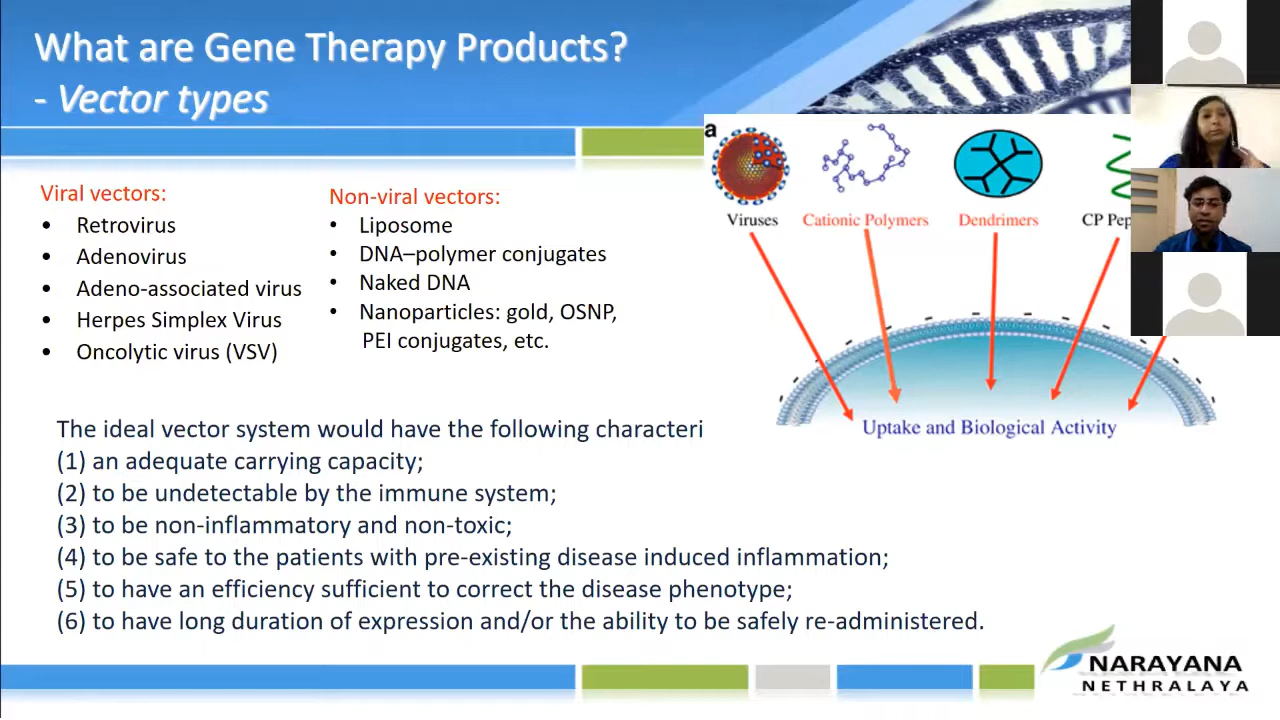 What are Gene Therapy Products?
- Vector types
Viral vectors:
• Retrovirus
• Adenovirus
• Adeno-associated virus
• Herpes Simplex Virus
• Oncolytic virus (VSV)
Non-viral vectors:
• Liposome
• DNA–polymer conjugates
• Naked DNA
• Nanoparticles: gold, OSNP,
PEI conjugates, etc.
a
Viruses
Cationic Polymers
Dendrimers
CP Pep
Uptake and Biological Activity
The ideal vector system would have the following characteri
(1) an adequate carrying capacity;
(2) to be undetectable by the immune system;
(3) to be non-inflammatory and non-toxic;
(4) to be safe to the patients with pre-existing disease induced inflammation;
(5) to have an efficiency sufficient to correct the disease phenotype;
(6) to have long duration of expression and/or the ability to be safely re-administered.
NARAYANA
NETHRALAYA